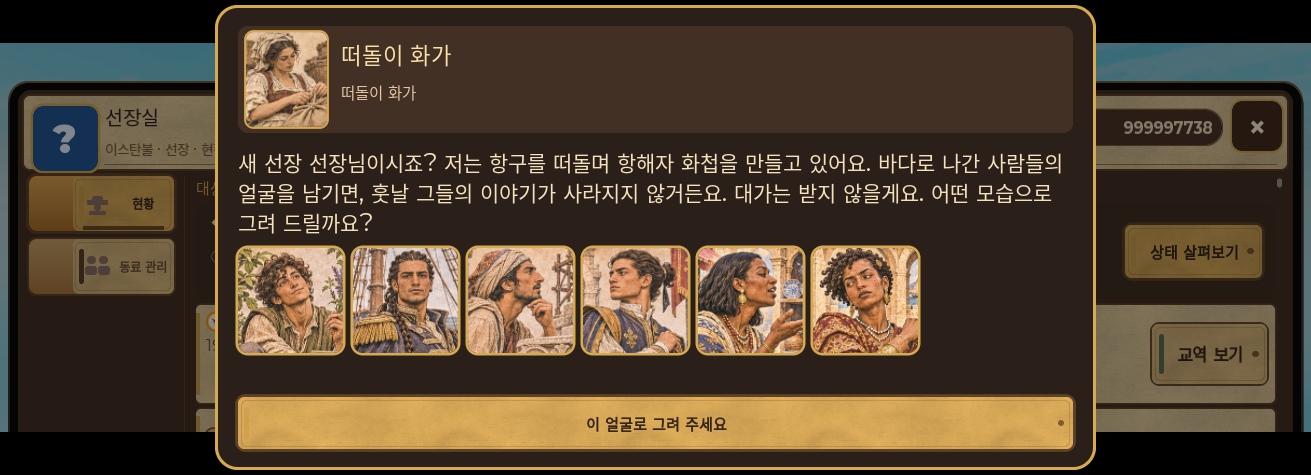 떠돌이 화가
떠돌이 화가
새 선장 선장님이시죠? 저는 항구를 떠돌며 항해자 화첩을 만들고 있어요. 바다로 나간 사람들의
얼굴을 남기면, 훗날 그들의 이야기가 사라지지 않거든요. 대가는 받지 않을게요. 어떤 모습으로
그려 드릴까요?
이 얼굴로 그려 주세요
?
선장실
이스탄불 · 선장 · 현
999997738
×
현황
동료 관리
상태 살펴보기
교역 보기